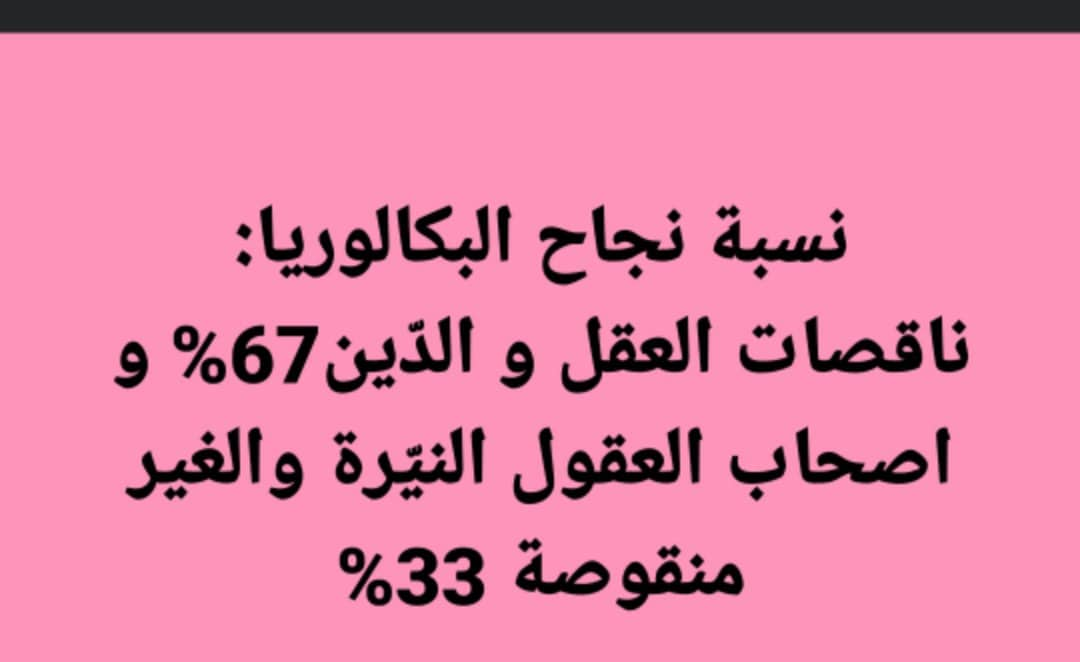 نسبة نجاح البكالوريا:
ناقصات العقل و الدّين67% و
اصحاب العقول النيّرة والغير
منقوصة 33%